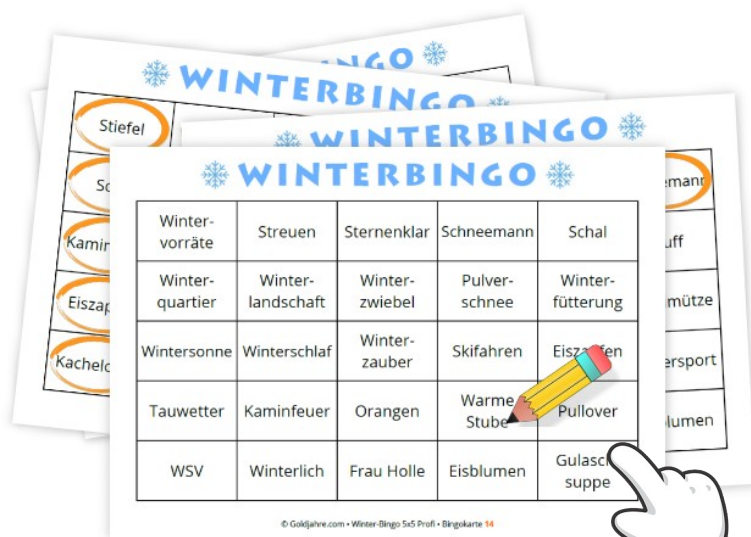 WINTERBINGO
WINTERBINGO
WINTERBINGO
Winter-
vorräte
Streuen
Sternenklar
Schneemann
Schal
Winter-
quartier
Winter-
landschaft
Winter-
zwiebel
Pulver-
schnee
Winter-
fütterung
Wintersonne
Winterschlaf
Winter-
zauber
Skifahren
Tauwetter
Kaminfeuer
Orangen
Warme
Stube
Pullover
WSV
Winterlich
Frau Holle
Eisblumen
suppe
© Goldjahre.com • Winter-Bingo 5x5 Profi • Bingokarte 14
Stiefel